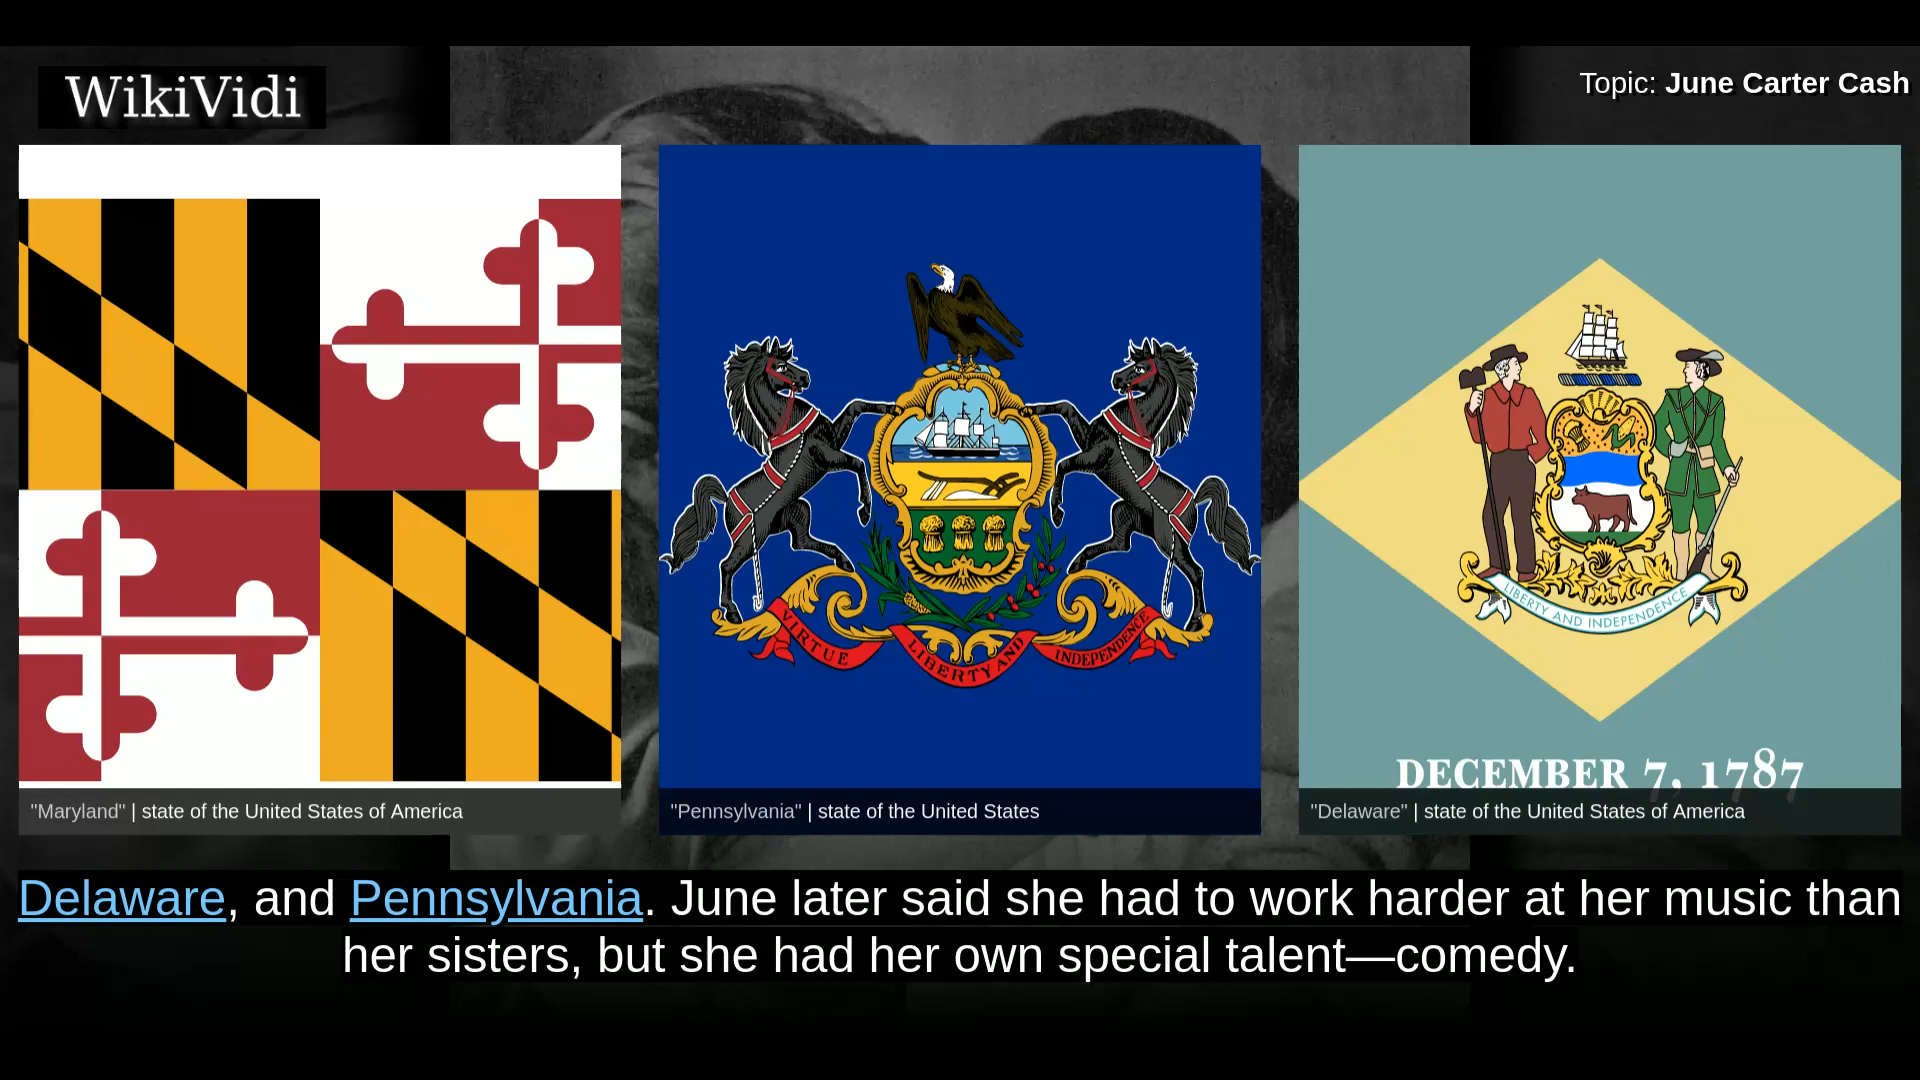 WikiVidi
Topic: June Carter Cash
VIRTUE
LIBERTY AND
INDEPENDENCE
LIBERTY AND INDEPENDENCE
DECEMBER 7, 1787
"Maryland" | state of the United States of America
"Pennsylvania" | state of the United States
"Delaware" | state of the United States of America
Delaware, and Pennsylvania. June later said she had to work harder at her music than
her sisters, but she had her own special talent—comedy.